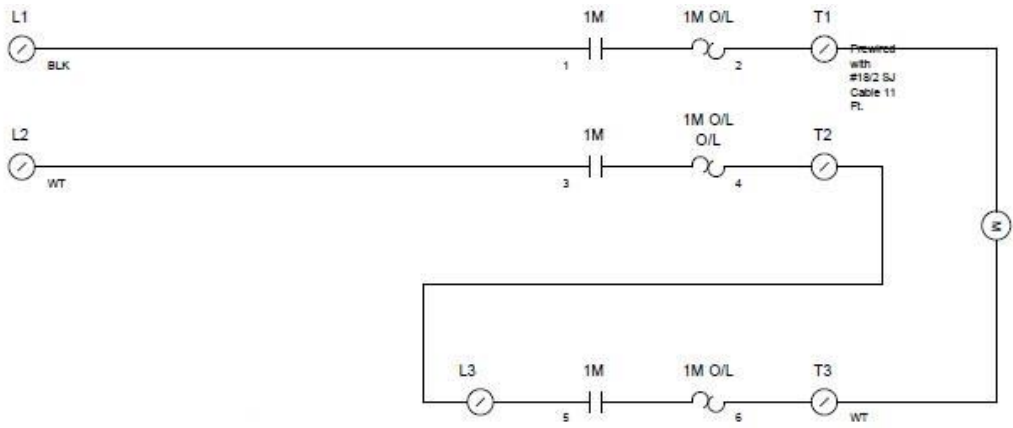 L1
1M
1M O/L
T1
BLK
1
2
Prewired
with
#18/2 SJ
Cable 11
Ft.
L2
1M
1M O/L
O/L
T2
WT
3
4
M
L3
1M
1M O/L
T3
5
6
WT